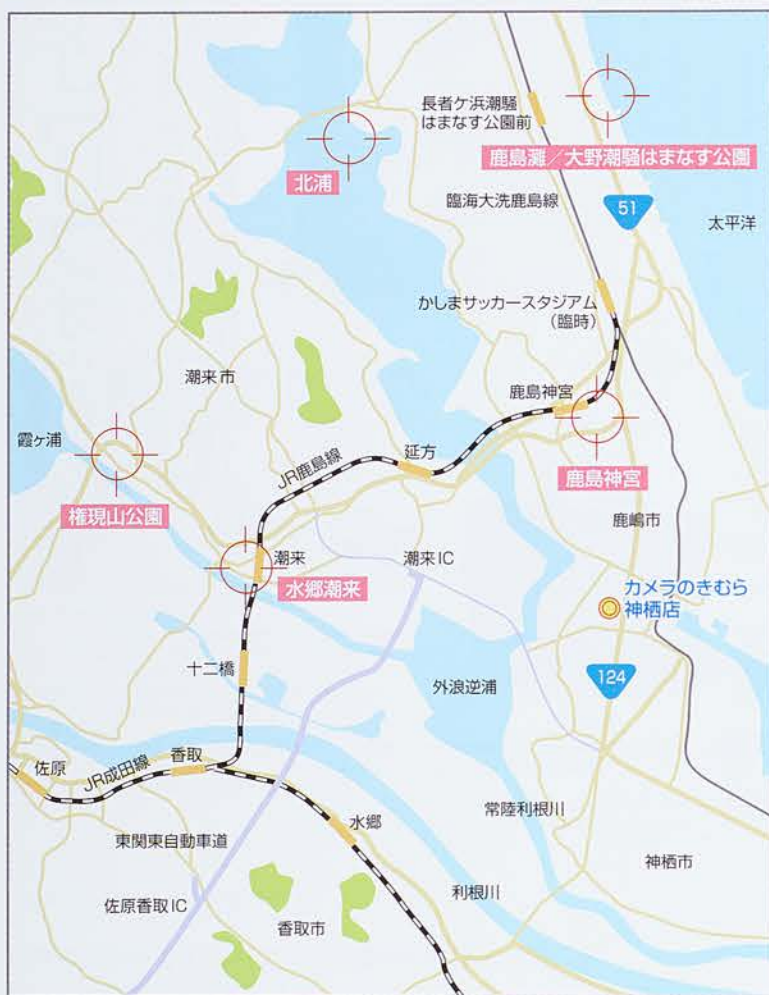 長者ケ浜潮騒
はまなす公園前
鹿島灘／大野潮騒はまなす公園
北浦
臨海大洗鹿島線
51
太平洋
かしまサッカースタジアム
（臨時）
潮来市
鹿島神宮
霞ヶ浦
延方
JR鹿島線
鹿島神宮
権現山公園
鹿嶋市
潮来
潮来IC
水郷潮来
カメラのきむら
神栖店
十二橋
外浪逆浦
124
佐原
JR成田線
香取
常陸利根川
水郷
東関東自動車道
神栖市
佐原香取IC
利根川
香取市